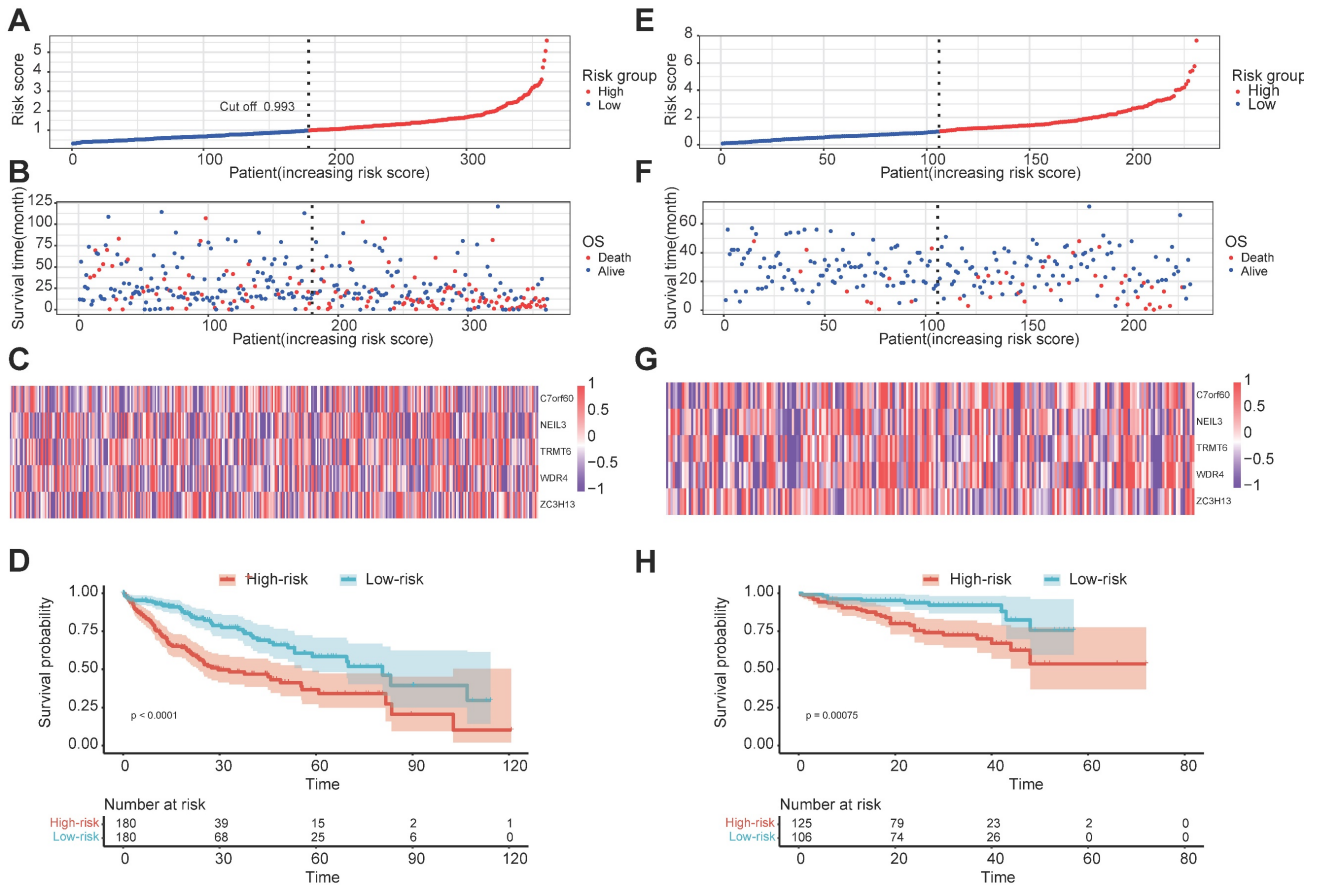 A
Risk score
5
4
3
2
1
Cut off 0.993
0
100
200
300
Patient(increasing risk score)
Risk group
High
Low
B
Survival time(month)
125
100
75
50
25
0
0
100
200
300
Patient(increasing risk score)
OS
Death
Alive
C
C7orf60
NEIL3
TRMT6
WDR4
ZC3H13
1
0.5
0
−0.5
−1
D
High-risk
Low-risk
Survival probability
1.00
0.75
0.50
0.25
0.00
p < 0.0001
0
30
60
90
120
Time
Number at risk
High-risk 180 39 15 2 1
Low-risk 180 68 25 6 0
0 30 60 90 120
Time
E
Risk score
8
6
4
2
0
0
50
100
150
200
Patient(increasing risk score)
Risk group
High
Low
F
Survival time(month)
60
40
20
0
0
50
100
150
200
Patient(increasing risk score)
OS
Death
Alive
G
C7orf60
NEIL3
TRMT6
WDR4
ZC3H13
1
0.5
0
−0.5
−1
H
High-risk
Low-risk
Survival probability
1.00
0.75
0.50
0.25
0.00
p = 0.00075
0
20
40
60
80
Time
Number at risk
High-risk 125 79 23 2 0
Low-risk 106 74 26 0 0
0 20 40 60 80
Time